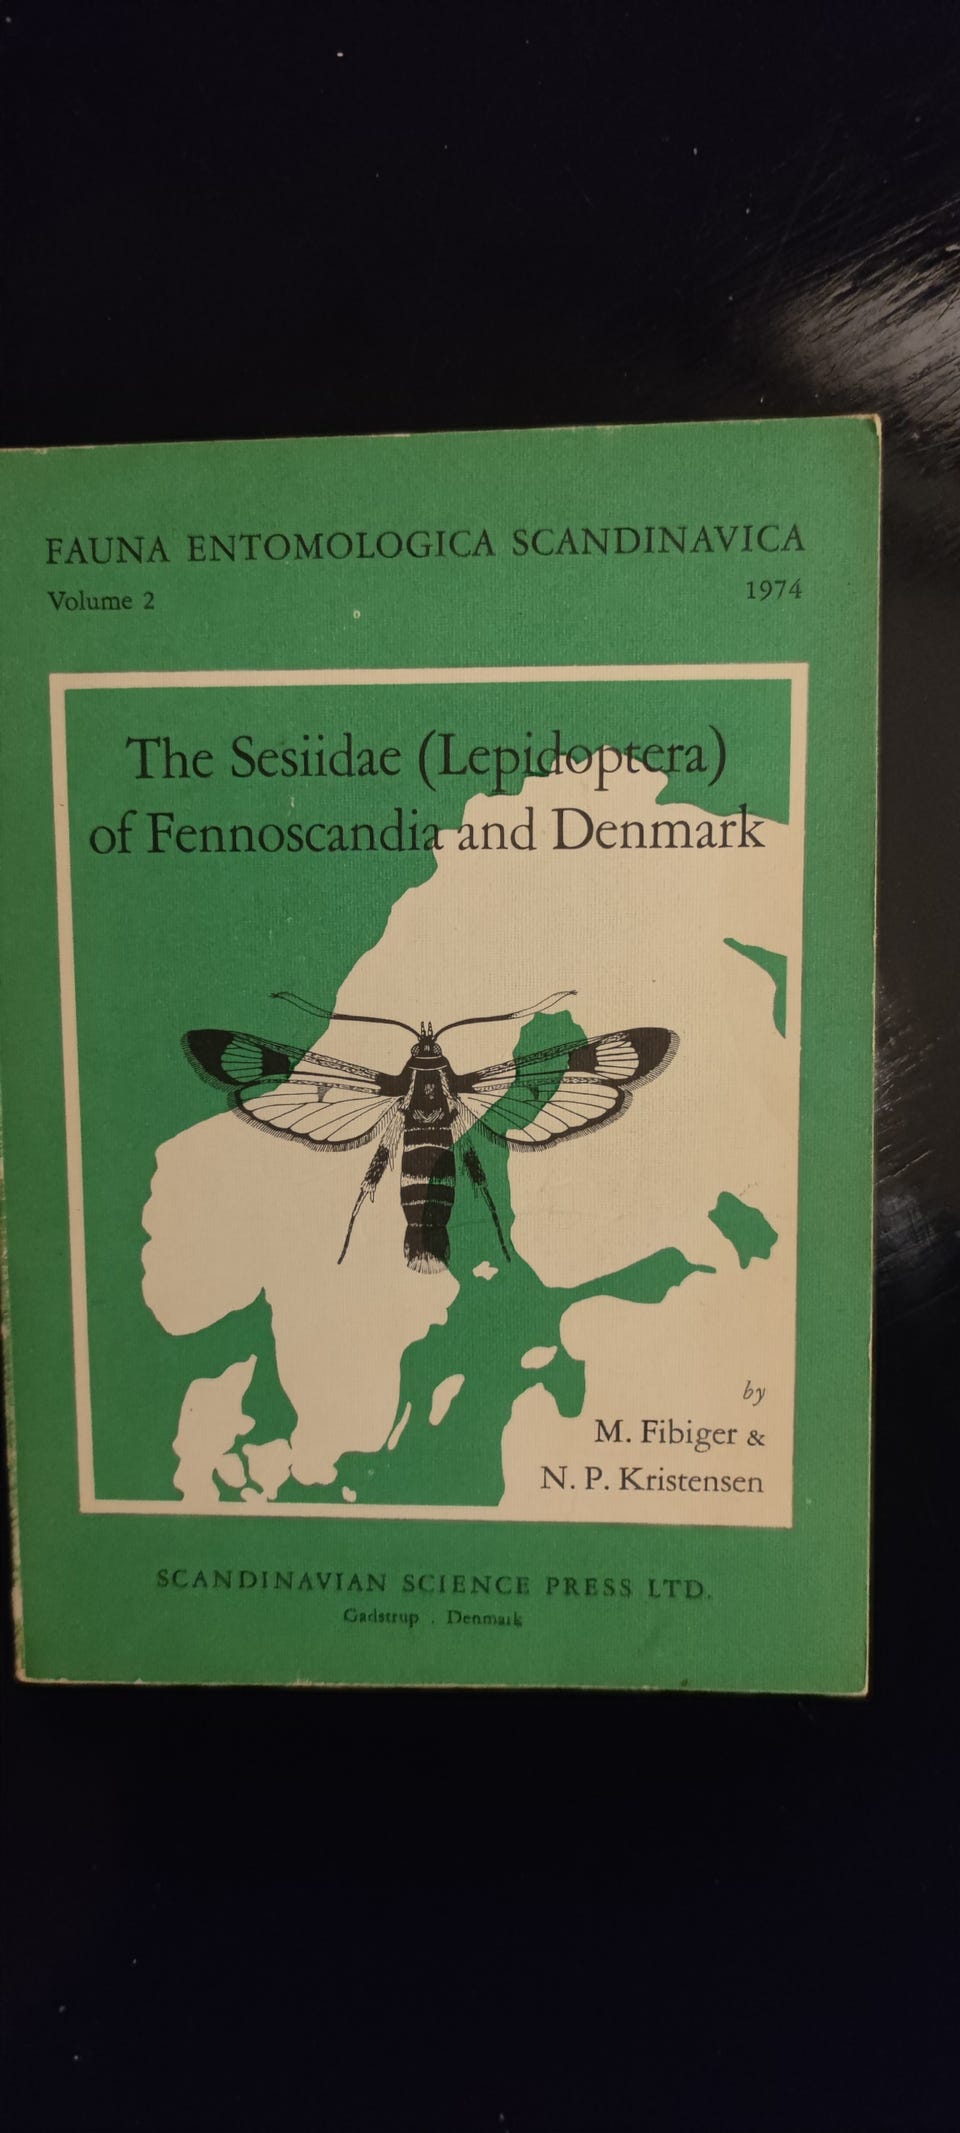 FAUNA ENTOMOLOGICA SCANDINAVICA
Volume 2 1974
The Sesiidae (Lepidoptera)
of Fennoscandia and Denmark
by
M. Fibiger &
N. P. Kristensen
SCANDINAVIAN SCIENCE PRESS LTD.
Gadstrup . Denmark